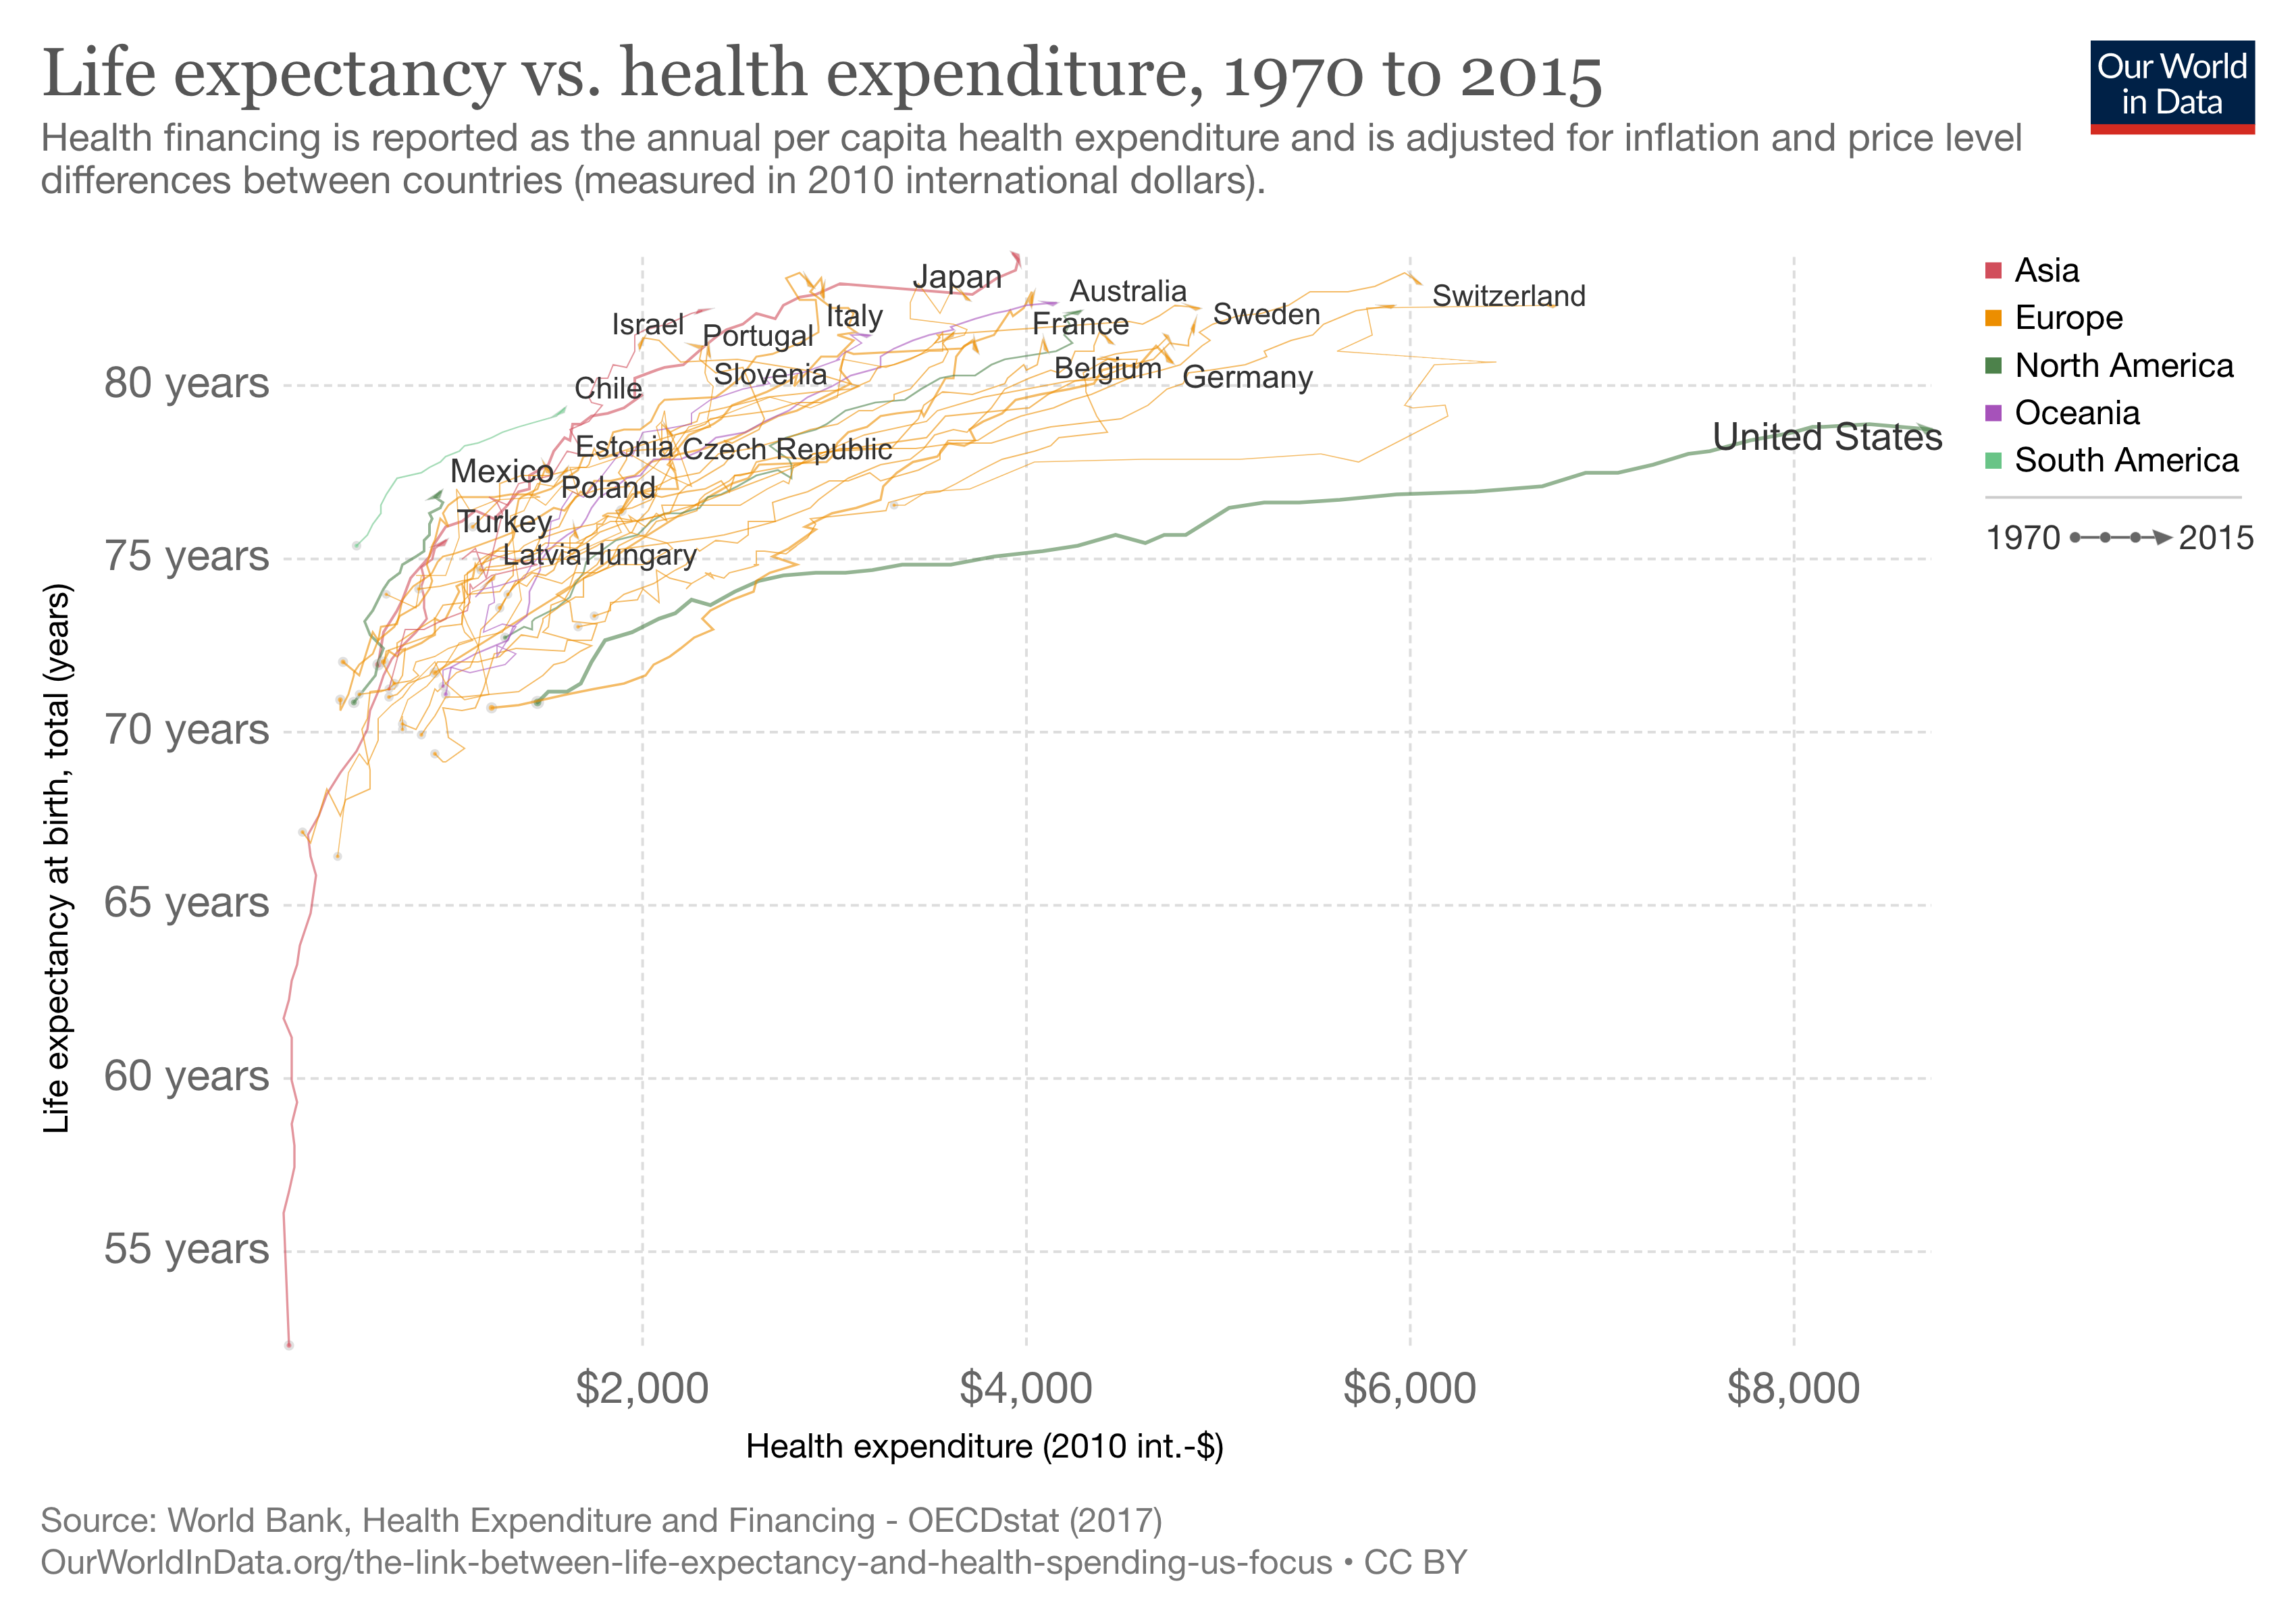 Life expectancy vs. health expenditure, 1970 to 2015
Our World
in Data
Health financing is reported as the annual per capita health expenditure and is adjusted for inflation and price level
differences between countries (measured in 2010 international dollars).
Asia
Europe
North America
Oceania
South America
1970
2015
Japan
Australia
Switzerland
Israel
Italy
Sweden
Portugal
France
Slovenia
Belgium
Germany
Chile
United States
Estonia
Czech Republic
Mexico
Poland
Turkey
Latvia
Hungary
80 years
75 years
70 years
65 years
60 years
55 years
Life expectancy at birth, total (years)
$2,000
$4,000
$6,000
$8,000
Health expenditure (2010 int.-$)
Source: World Bank, Health Expenditure and Financing - OECDstat (2017)
OurWorldInData.org/the-link-between-life-expectancy-and-health-spending-us-focus • CC BY